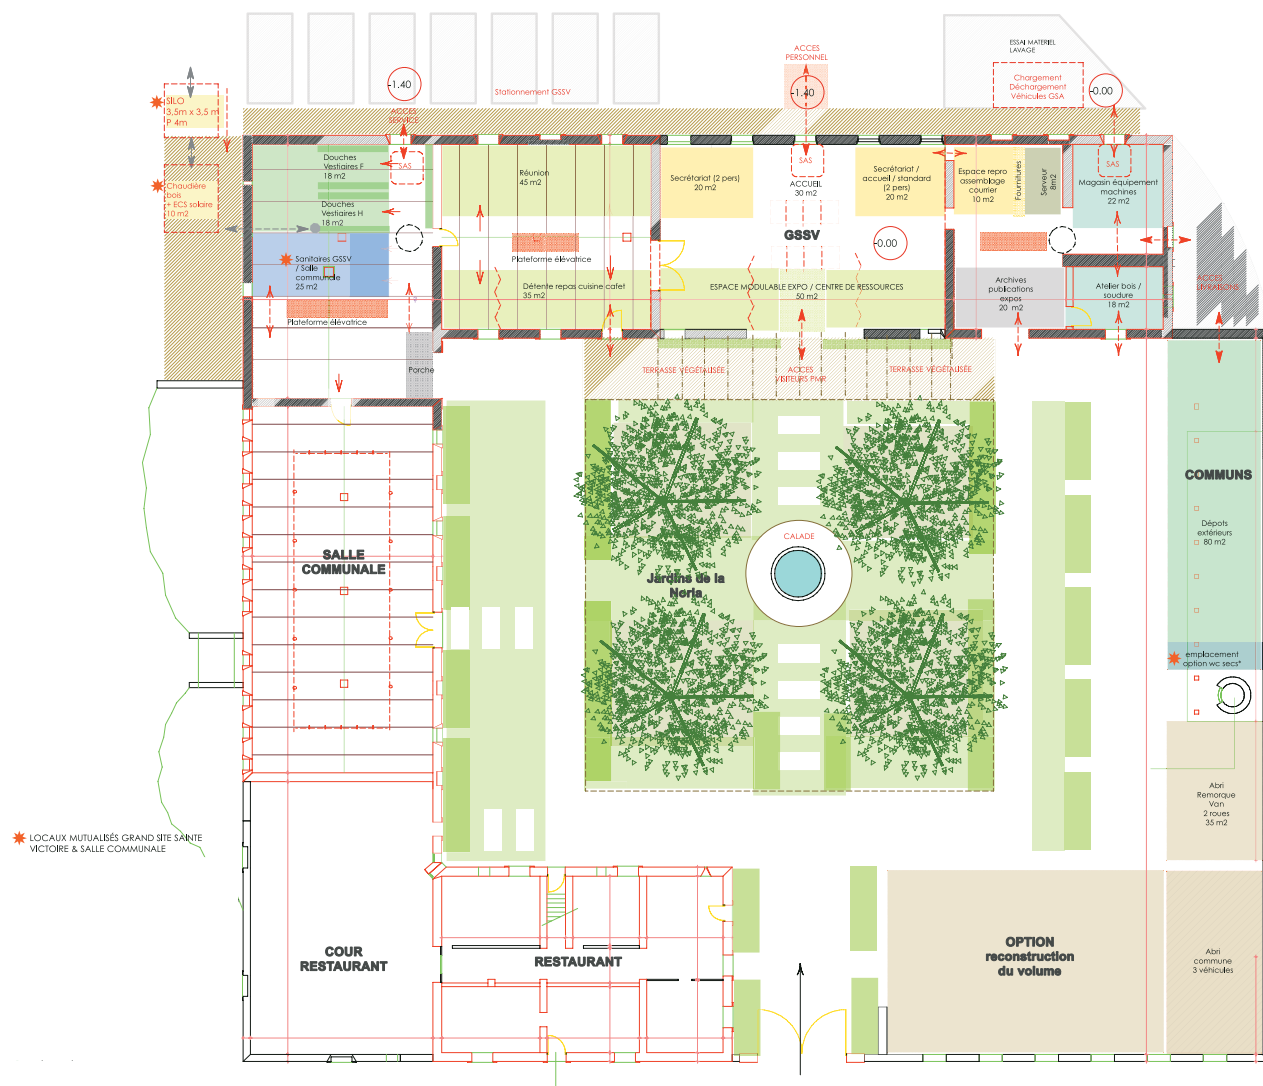 ESSAI MATERIEL
LAVAGE
ACCES
PERSONNEL
Chargement
Déchargement
Véhicules GSA
-1.40
Stationnement GSSV
-1.40
-0.00
SILO
3,5m x 3,5 m
P 4m
ACCES
SERVICE
SAS
SAS
SAS
Douches
Vestiaires F
18 m2
Réunion
45 m2
Secrétariat (2 pers)
20 m2
ACCUEIL
30 m2
Secrétariat /
accueil / standard
(2 pers)
20 m2
Espace repro
assemblage
courrier
10 m2
Fournitures
Serveur
8m2
Magasin équipement
machines
22 m2
Chaudière
bois
+ ECS solaire
10 m2
Douches
Vestiaires H
18 m2
GSSV
-0.00
Sanitaires GSSV
/ Salle
communale
25 m2
Plateforme élévatrice
Détente repas cuisine cafet
35 m2
ESPACE MODULABLE EXPO / CENTRE DE RESSOURCES
50 m2
Archives
publications
expos
20 m2
Atelier bois /
soudure
18 m2
ACCES
LIVRAISONS
Plateforme élévatrice
Porche
TERRASSE VÉGÉTALISÉE
ACCES
VISITEURS PMR
TERRASSE VÉGÉTALISÉE
COMMUNS
Dépots
extérieurs
80 m2
SALLE
COMMUNALE
CALADE
Jardins de la
Noria
emplacement
option wc secs*
Abri
Remorque
Van
2 roues
35 m2
LOCAUX MUTUALISÉS GRAND SITE SAINTE
VICTOIRE & SALLE COMMUNALE
COUR
RESTAURANT
RESTAURANT
OPTION
reconstruction
du volume
Abri
commune
3 véhicules